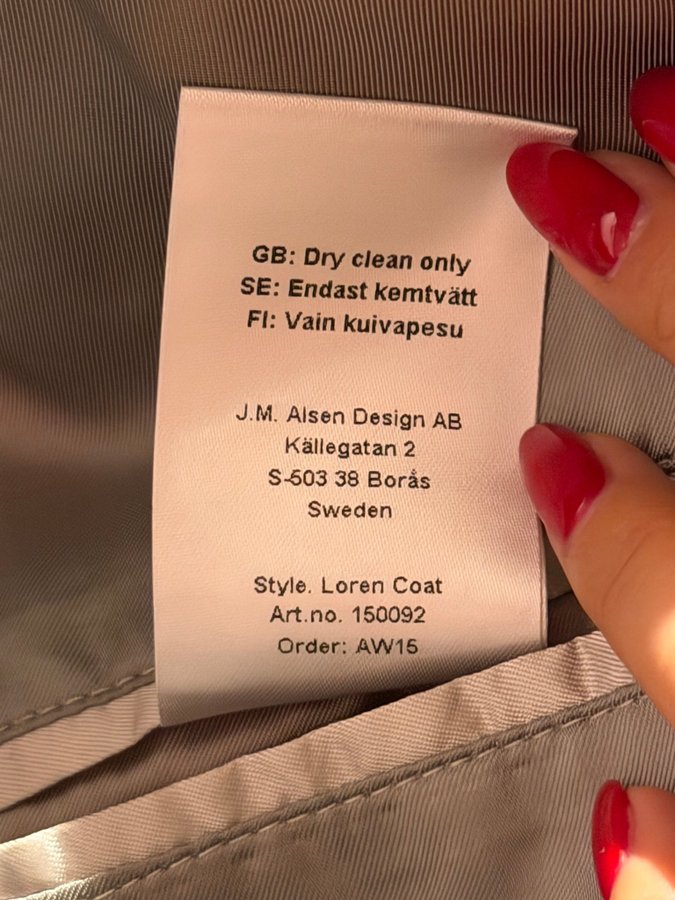 GB: Dry clean only
SE: Endast kemtvätt
FI: Vain kuivapesu
J.M. Alsen Design AB
Källegatan 2
S-503 38 Borås
Sweden
Style. Loren Coat
Art.no. 150092
Order: AW15